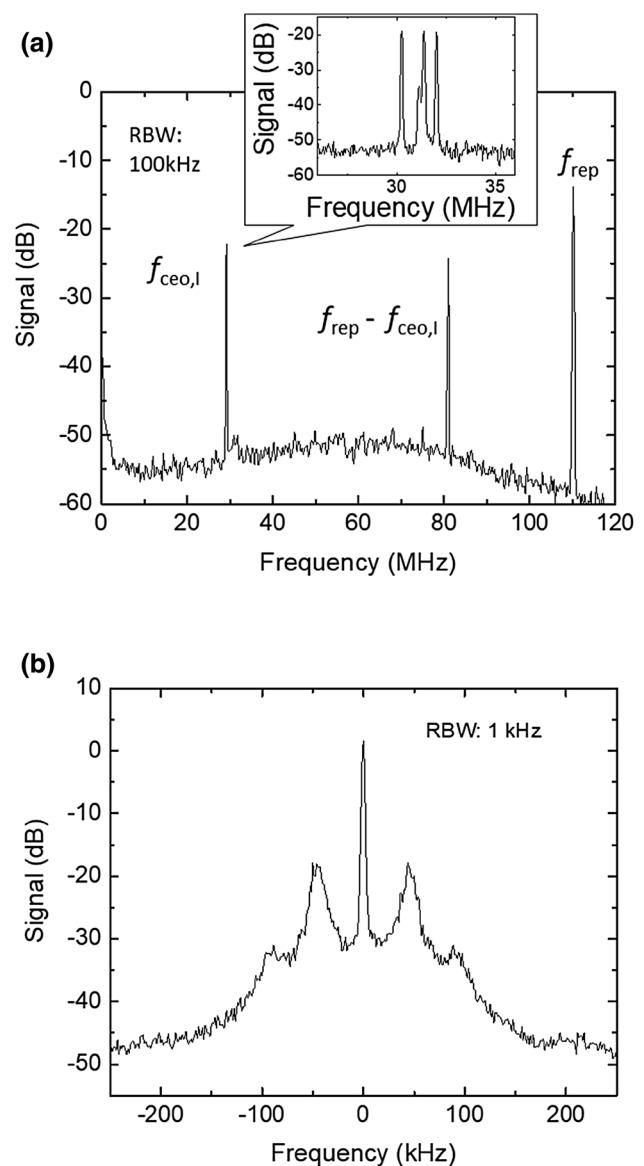 (a)
Signal (dB)
-20
-30
-40
-50
-60
30
35
Frequency (MHz)
0
-10
-20
-30
-40
-50
-60
Signal (dB)
RBW:
100kHz
f_ceo,I
f_rep - f_ceo,I
f_rep
0
20
40
60
80
100
120
Frequency (MHz)
(b)
10
0
-10
-20
-30
-40
-50
Signal (dB)
RBW: 1 kHz
-200
-100
0
100
200
Frequency (kHz)